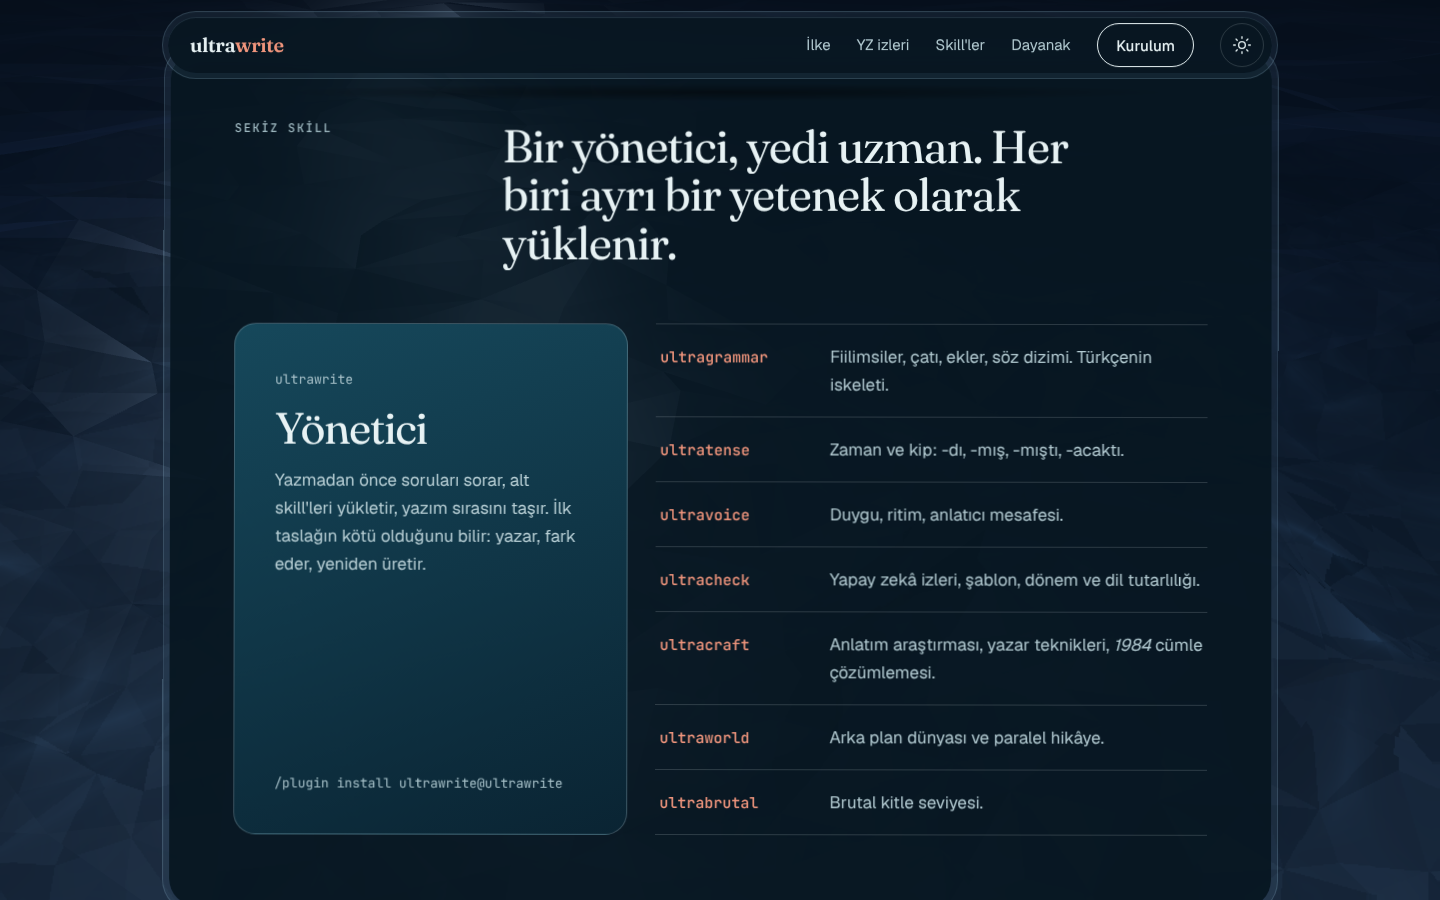 ultrawrite
İlke
YZ izleri
Skill'ler
Dayanak
Kurulum
SEKİZ SKILL
Bir yönetici, yedi uzman. Her
biri ayrı bir yetenek olarak
yüklenir.
ultrawrite
Yönetici
Yazmadan önce soruları sorar, alt
skill'leri yükletir, yazım sırasını taşır. İlk
taslağın kötü olduğunu bilir: yazar, fark
eder, yeniden üretir.
/plugin install ultrawrite@ultrawrite
ultragrammar
Fiilimsiler, çatı, ekler, söz dizimi. Türkçenin
iskeleti.
ultratense
Zaman ve kip: -dı, -mış, -mıştı, -acaktı.
ultravoice
Duygu, ritim, anlatıcı mesafesi.
ultracheck
Yapay zekâ izleri, şablon, dönem ve dil tutarlılığı.
ultracraft
Anlatım araştırması, yazar teknikleri, 1984 cümle
çözümlemesi.
ultraworld
Arka plan dünyası ve paralel hikâye.
ultrabrutal
Brutal kitle seviyesi.